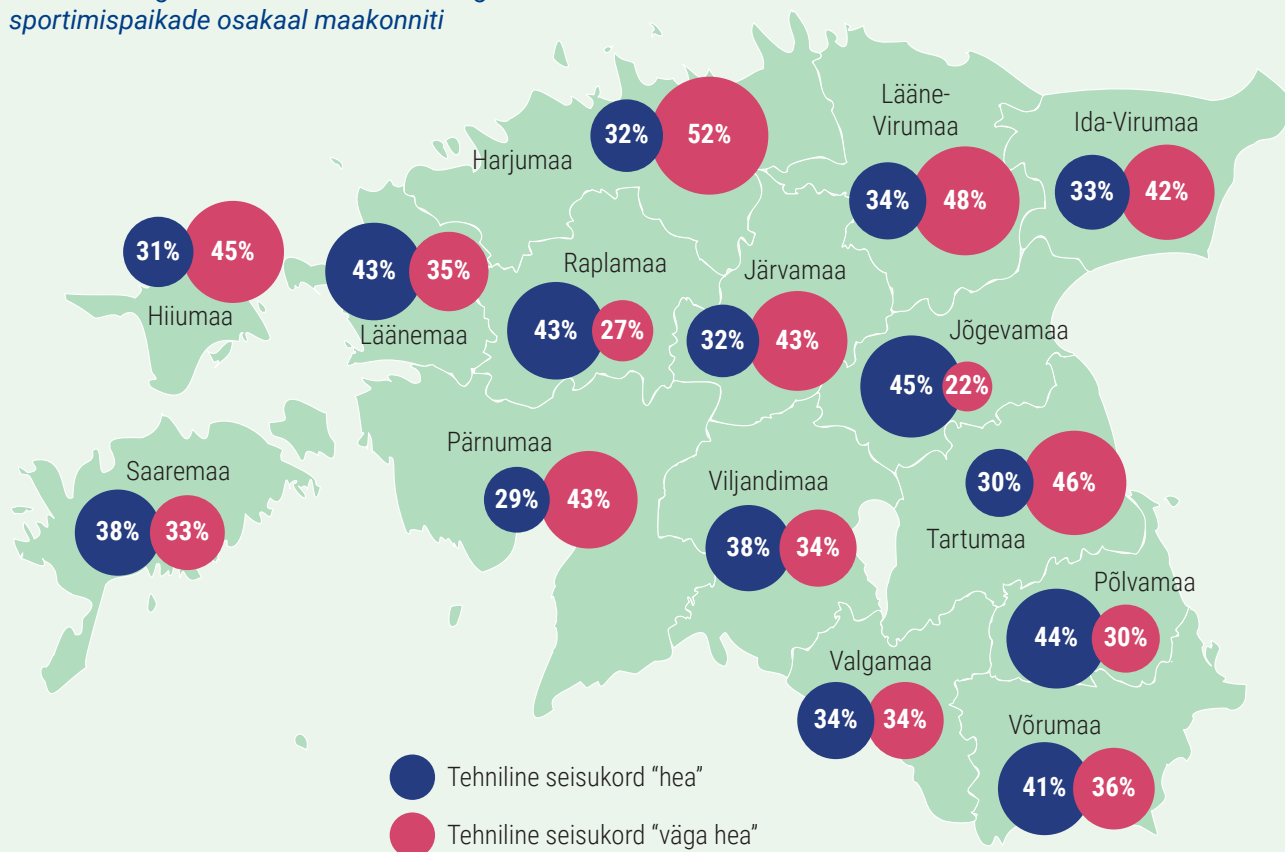 sportimispaikade osakaal maakonniti
Lääne-
Virumaa
Ida-Virumaa
32%
52%
Harjumaa
34%
48%
33%
42%
31%
45%
Hiiumaa
43%
35%
Läänemaa
Raplamaa
43%
27%
Järvamaa
32%
43%
Jõgevamaa
45%
22%
Pärnumaa
29%
43%
Saaremaa
38%
33%
Viljandimaa
38%
34%
30%
46%
Tartumaa
Põlvamaa
44%
30%
Valgamaa
34%
34%
Võrumaa
41%
36%
Tehniline seisukord “hea”
Tehniline seisukord “väga hea”